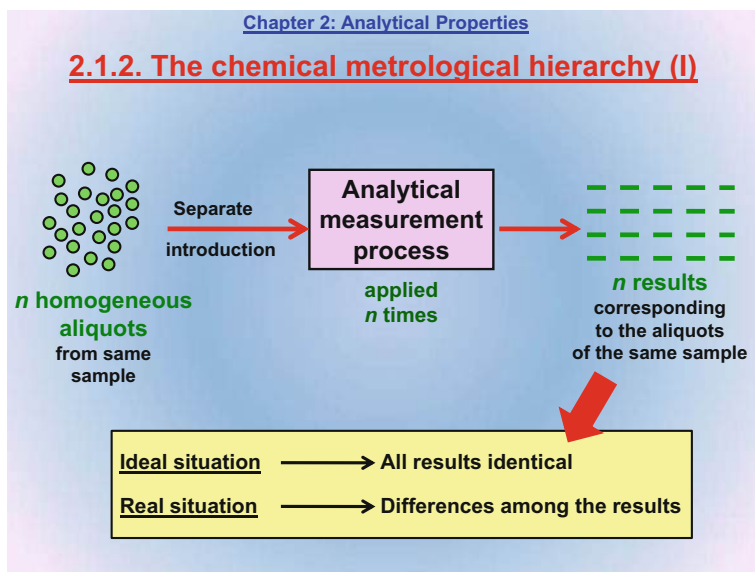 Chapter 2: Analytical Properties
2.1.2. The chemical metrological hierarchy (I)
Separate
introduction
Analytical
measurement
process
applied
n times
n homogeneous
aliquots
from same
sample
n results
corresponding
to the aliquots
of the same sample
Ideal situation All results identical
Real situation Differences among the results